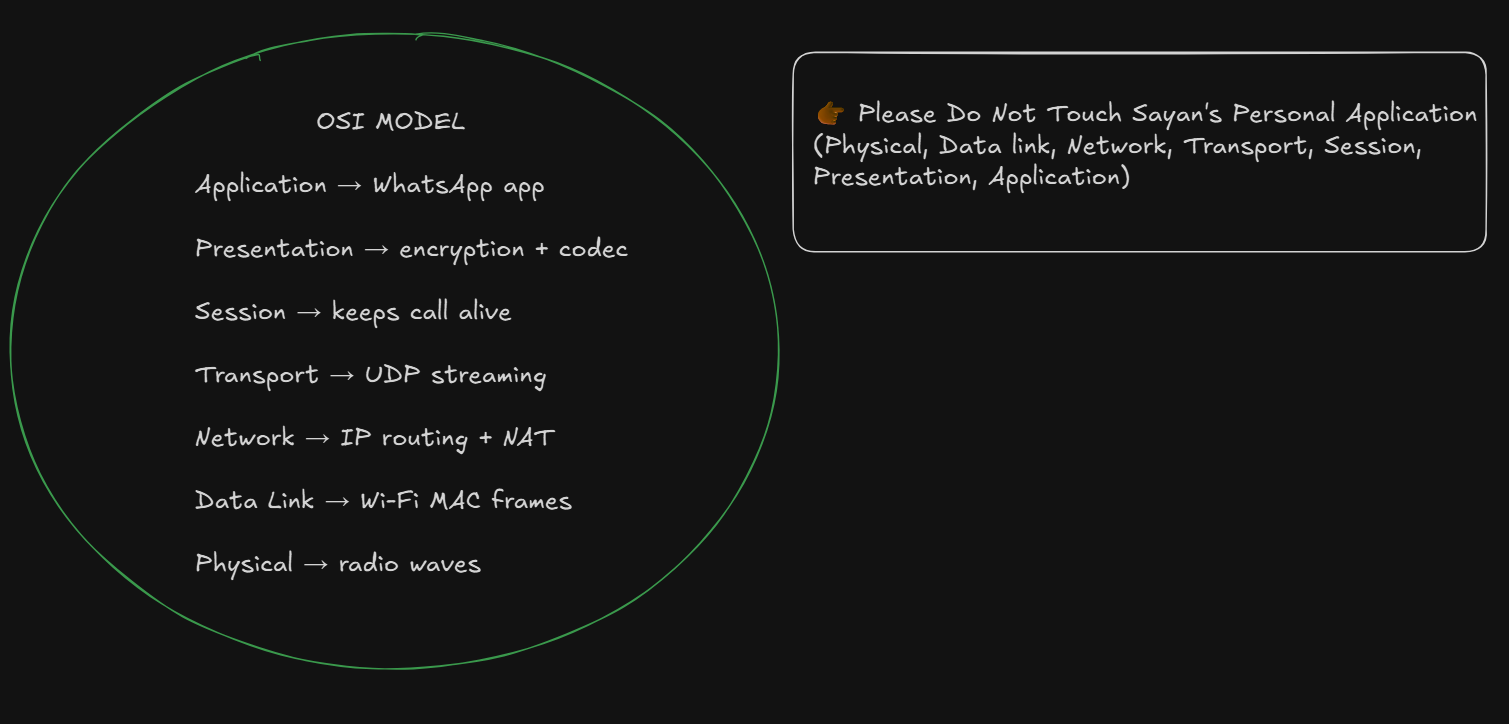 OSI MODEL
Application → WhatsApp app
Presentation → encryption + codec
Session → keeps call alive
Transport → UDP streaming
Network → IP routing + NAT
Data Link → Wi-Fi MAC frames
Physical → radio waves
👉 Please Do Not Touch Sayan's Personal Application
(Physical, Data link, Network, Transport, Session,
Presentation, Application)